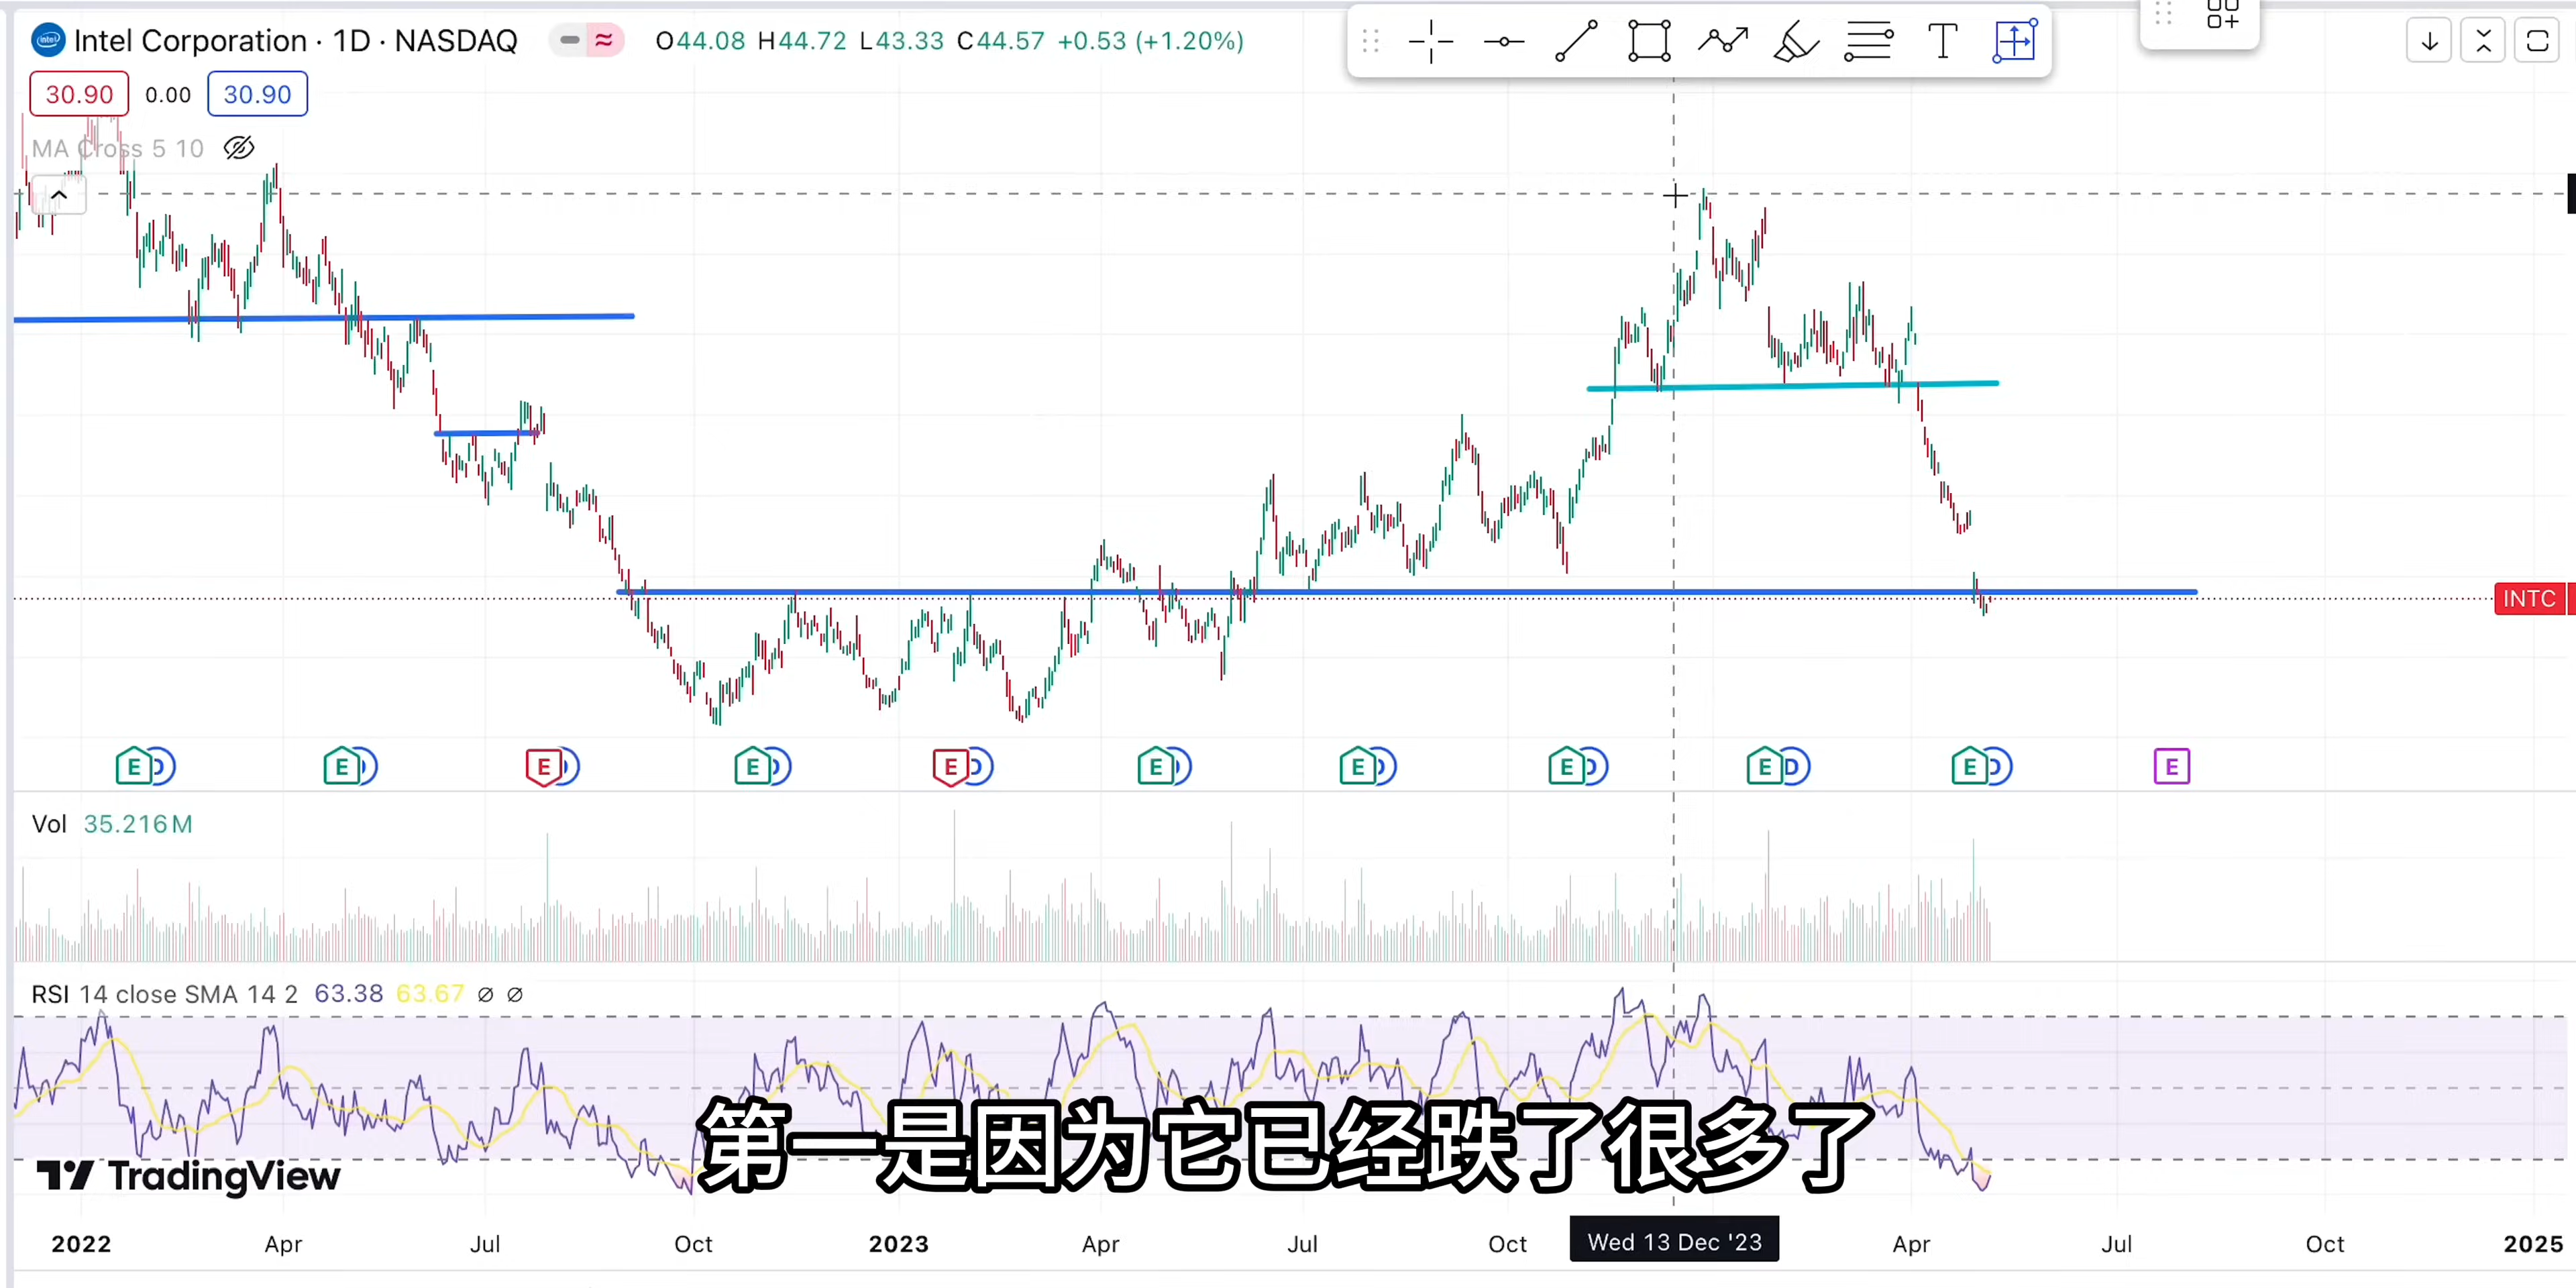 intel Intel Corporation · 1D · NASDAQ O44.08 H44.72 L43.33 C44.57 +0.53 (+1.20%)
30.90 0.00 30.90
MA Cross 5 10
INTC
E D E D E D E D E D E D E D E D E D E D E
Vol 35.216M
RSI 14 close SMA 14 2 63.38 63.67 ∅ ∅
第一是因为它已经跌了很多了
TradingView
2022 Apr Jul Oct 2023 Apr Jul Oct Wed 13 Dec '23 Apr Jul Oct 2025